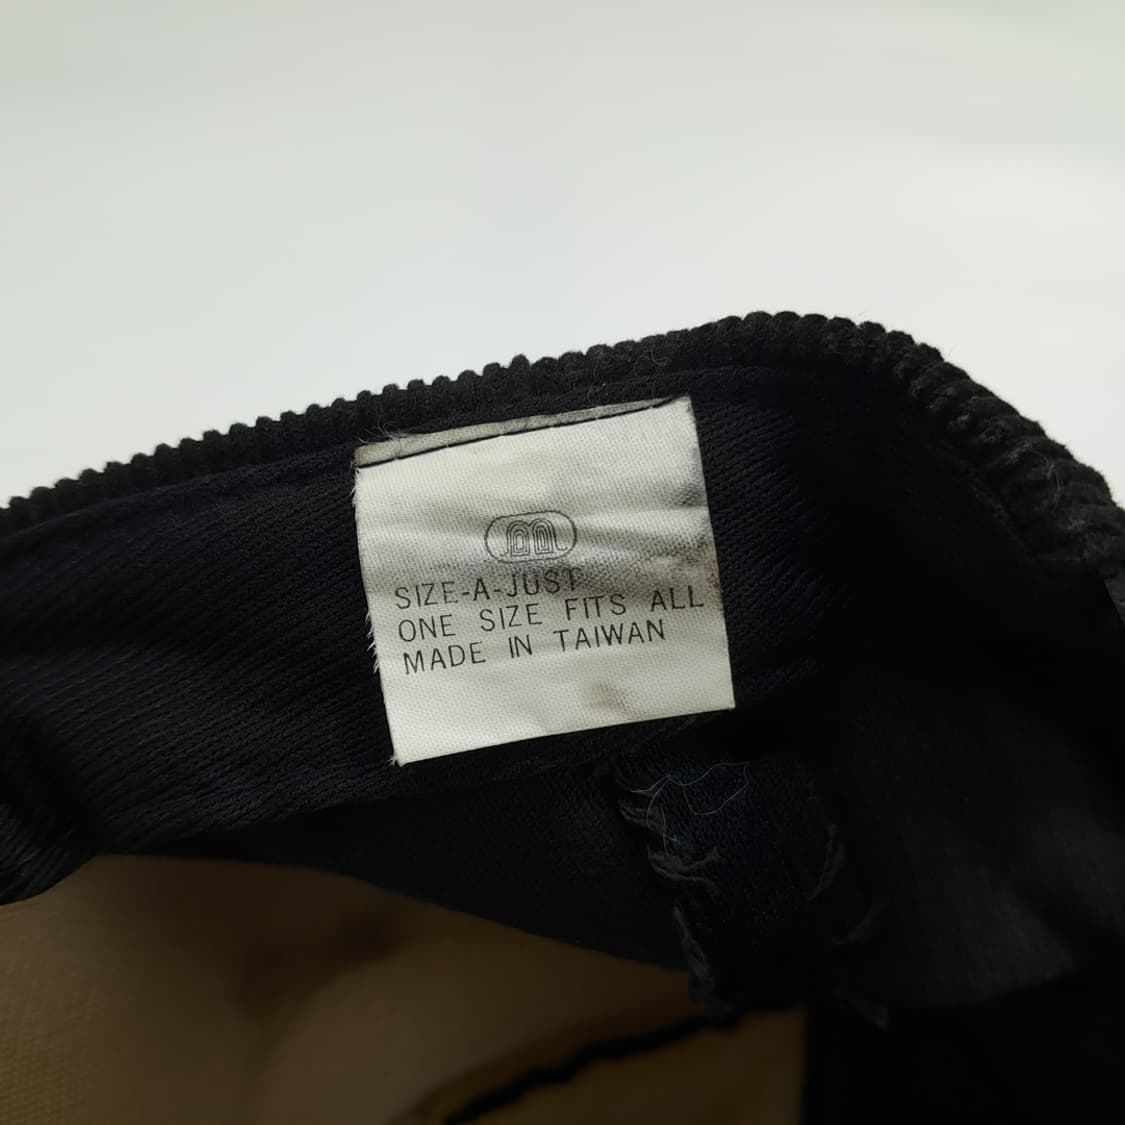 SIZE-A-JUST
ONE SIZE FITS ALL
MADE IN TAIWAN